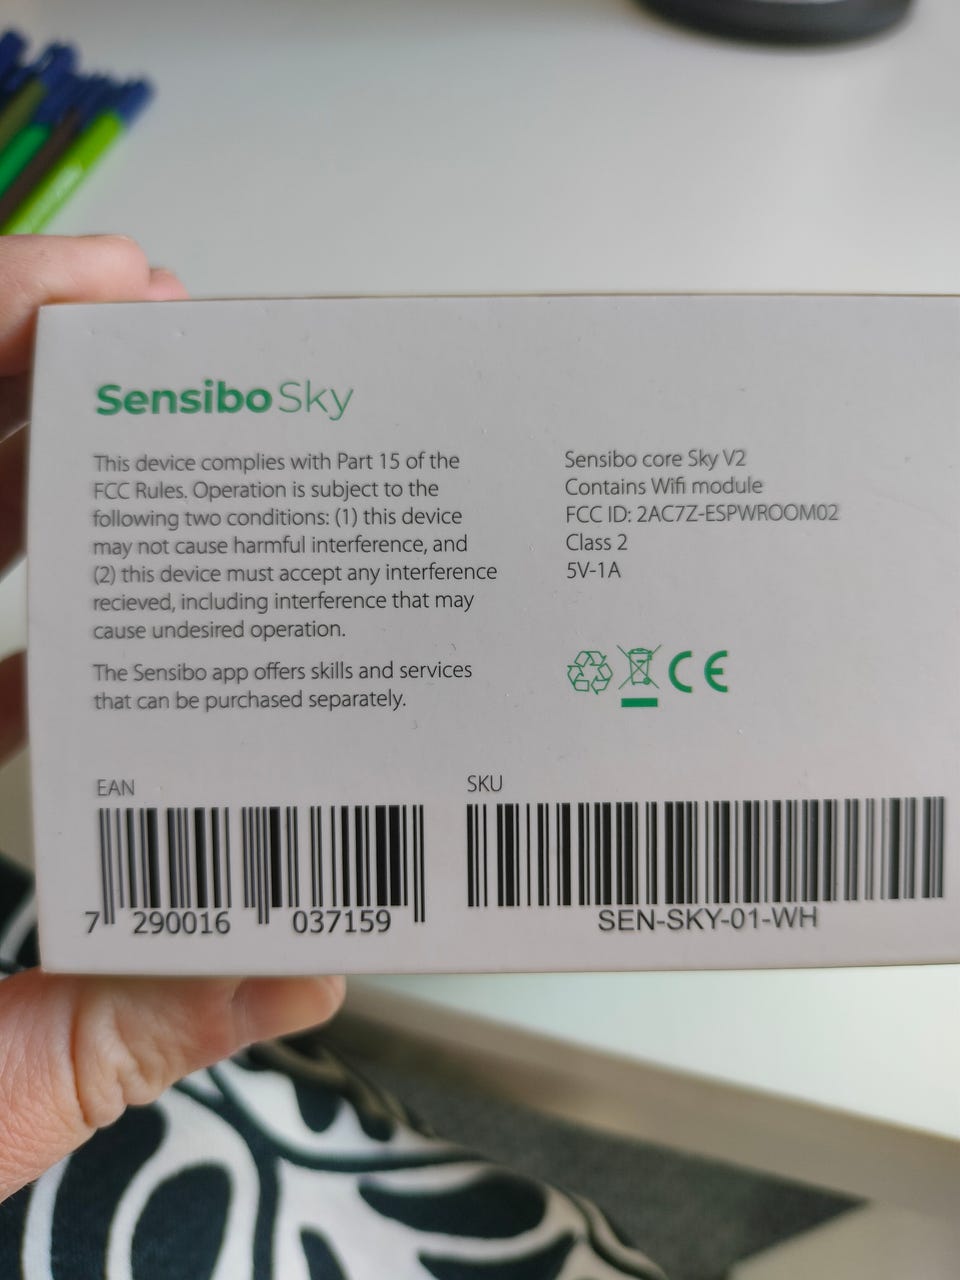 Sensibo Sky
This device complies with Part 15 of the
FCC Rules. Operation is subject to the
following two conditions: (1) this device
may not cause harmful interference, and
(2) this device must accept any interference
recieved, including interference that may
cause undesired operation.
The Sensibo app offers skills and services
that can be purchased separately.
Sensibo core Sky V2
Contains Wifi module
FCC ID: 2AC7Z-ESPWROOM02
Class 2
5V-1A
CE
EAN
7 290016 037159
SKU
SEN-SKY-01-WH